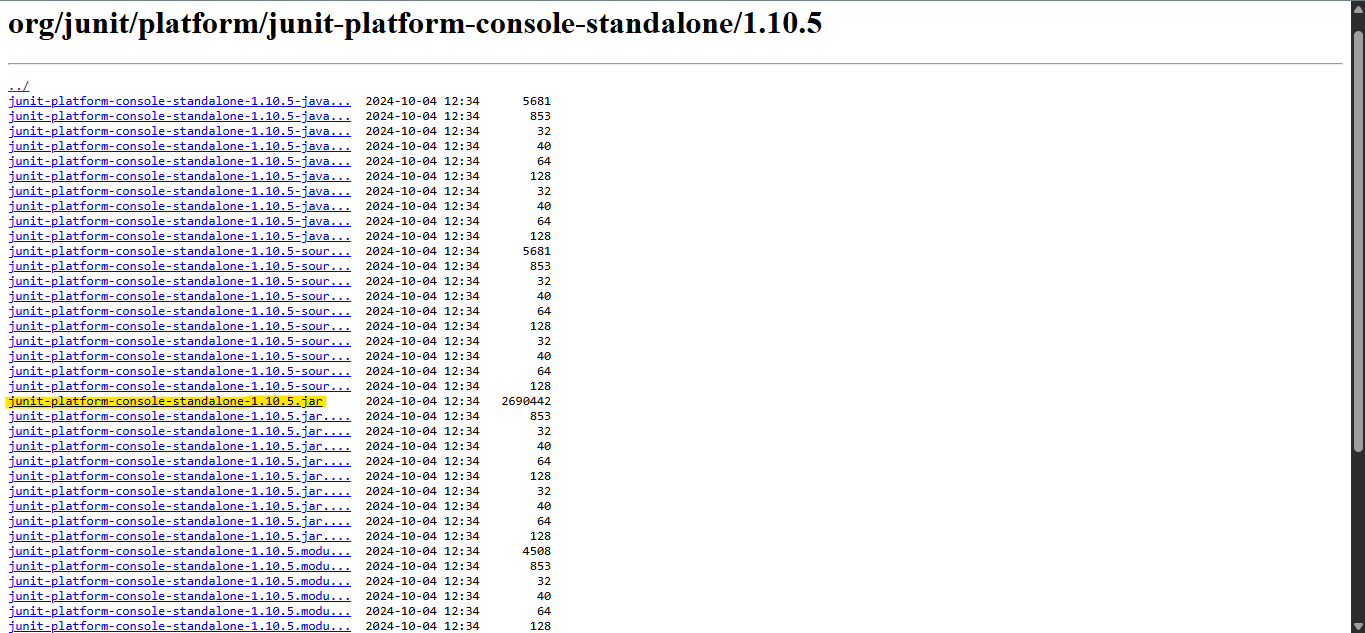 org/junit/platform/junit-platform-console-standalone/1.10.5
../
junit-platform-console-standalone-1.10.5-java... 2024-10-04 12:34 5681
junit-platform-console-standalone-1.10.5-java... 2024-10-04 12:34 853
junit-platform-console-standalone-1.10.5-java... 2024-10-04 12:34 32
junit-platform-console-standalone-1.10.5-java... 2024-10-04 12:34 40
junit-platform-console-standalone-1.10.5-java... 2024-10-04 12:34 64
junit-platform-console-standalone-1.10.5-java... 2024-10-04 12:34 128
junit-platform-console-standalone-1.10.5-java... 2024-10-04 12:34 32
junit-platform-console-standalone-1.10.5-java... 2024-10-04 12:34 40
junit-platform-console-standalone-1.10.5-java... 2024-10-04 12:34 64
junit-platform-console-standalone-1.10.5-java... 2024-10-04 12:34 128
junit-platform-console-standalone-1.10.5-sour... 2024-10-04 12:34 5681
junit-platform-console-standalone-1.10.5-sour... 2024-10-04 12:34 853
junit-platform-console-standalone-1.10.5-sour... 2024-10-04 12:34 32
junit-platform-console-standalone-1.10.5-sour... 2024-10-04 12:34 40
junit-platform-console-standalone-1.10.5-sour... 2024-10-04 12:34 64
junit-platform-console-standalone-1.10.5-sour... 2024-10-04 12:34 128
junit-platform-console-standalone-1.10.5-sour... 2024-10-04 12:34 32
junit-platform-console-standalone-1.10.5-sour... 2024-10-04 12:34 40
junit-platform-console-standalone-1.10.5-sour... 2024-10-04 12:34 64
junit-platform-console-standalone-1.10.5-sour... 2024-10-04 12:34 128
junit-platform-console-standalone-1.10.5.jar 2024-10-04 12:34 2690442
junit-platform-console-standalone-1.10.5.jar.... 2024-10-04 12:34 853
junit-platform-console-standalone-1.10.5.jar.... 2024-10-04 12:34 32
junit-platform-console-standalone-1.10.5.jar.... 2024-10-04 12:34 40
junit-platform-console-standalone-1.10.5.jar.... 2024-10-04 12:34 64
junit-platform-console-standalone-1.10.5.jar.... 2024-10-04 12:34 128
junit-platform-console-standalone-1.10.5.jar.... 2024-10-04 12:34 32
junit-platform-console-standalone-1.10.5.jar.... 2024-10-04 12:34 40
junit-platform-console-standalone-1.10.5.jar.... 2024-10-04 12:34 64
junit-platform-console-standalone-1.10.5.jar.... 2024-10-04 12:34 128
junit-platform-console-standalone-1.10.5.modu... 2024-10-04 12:34 4508
junit-platform-console-standalone-1.10.5.modu... 2024-10-04 12:34 853
junit-platform-console-standalone-1.10.5.modu... 2024-10-04 12:34 32
junit-platform-console-standalone-1.10.5.modu... 2024-10-04 12:34 40
junit-platform-console-standalone-1.10.5.modu... 2024-10-04 12:34 64
junit-platform-console-standalone-1.10.5.modu... 2024-10-04 12:34 128